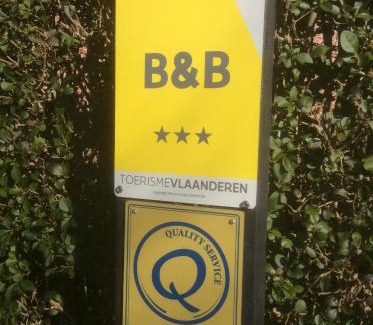 B&B
★★★
TOERISMEVLAANDEREN
QUALITY SERVICE
Q